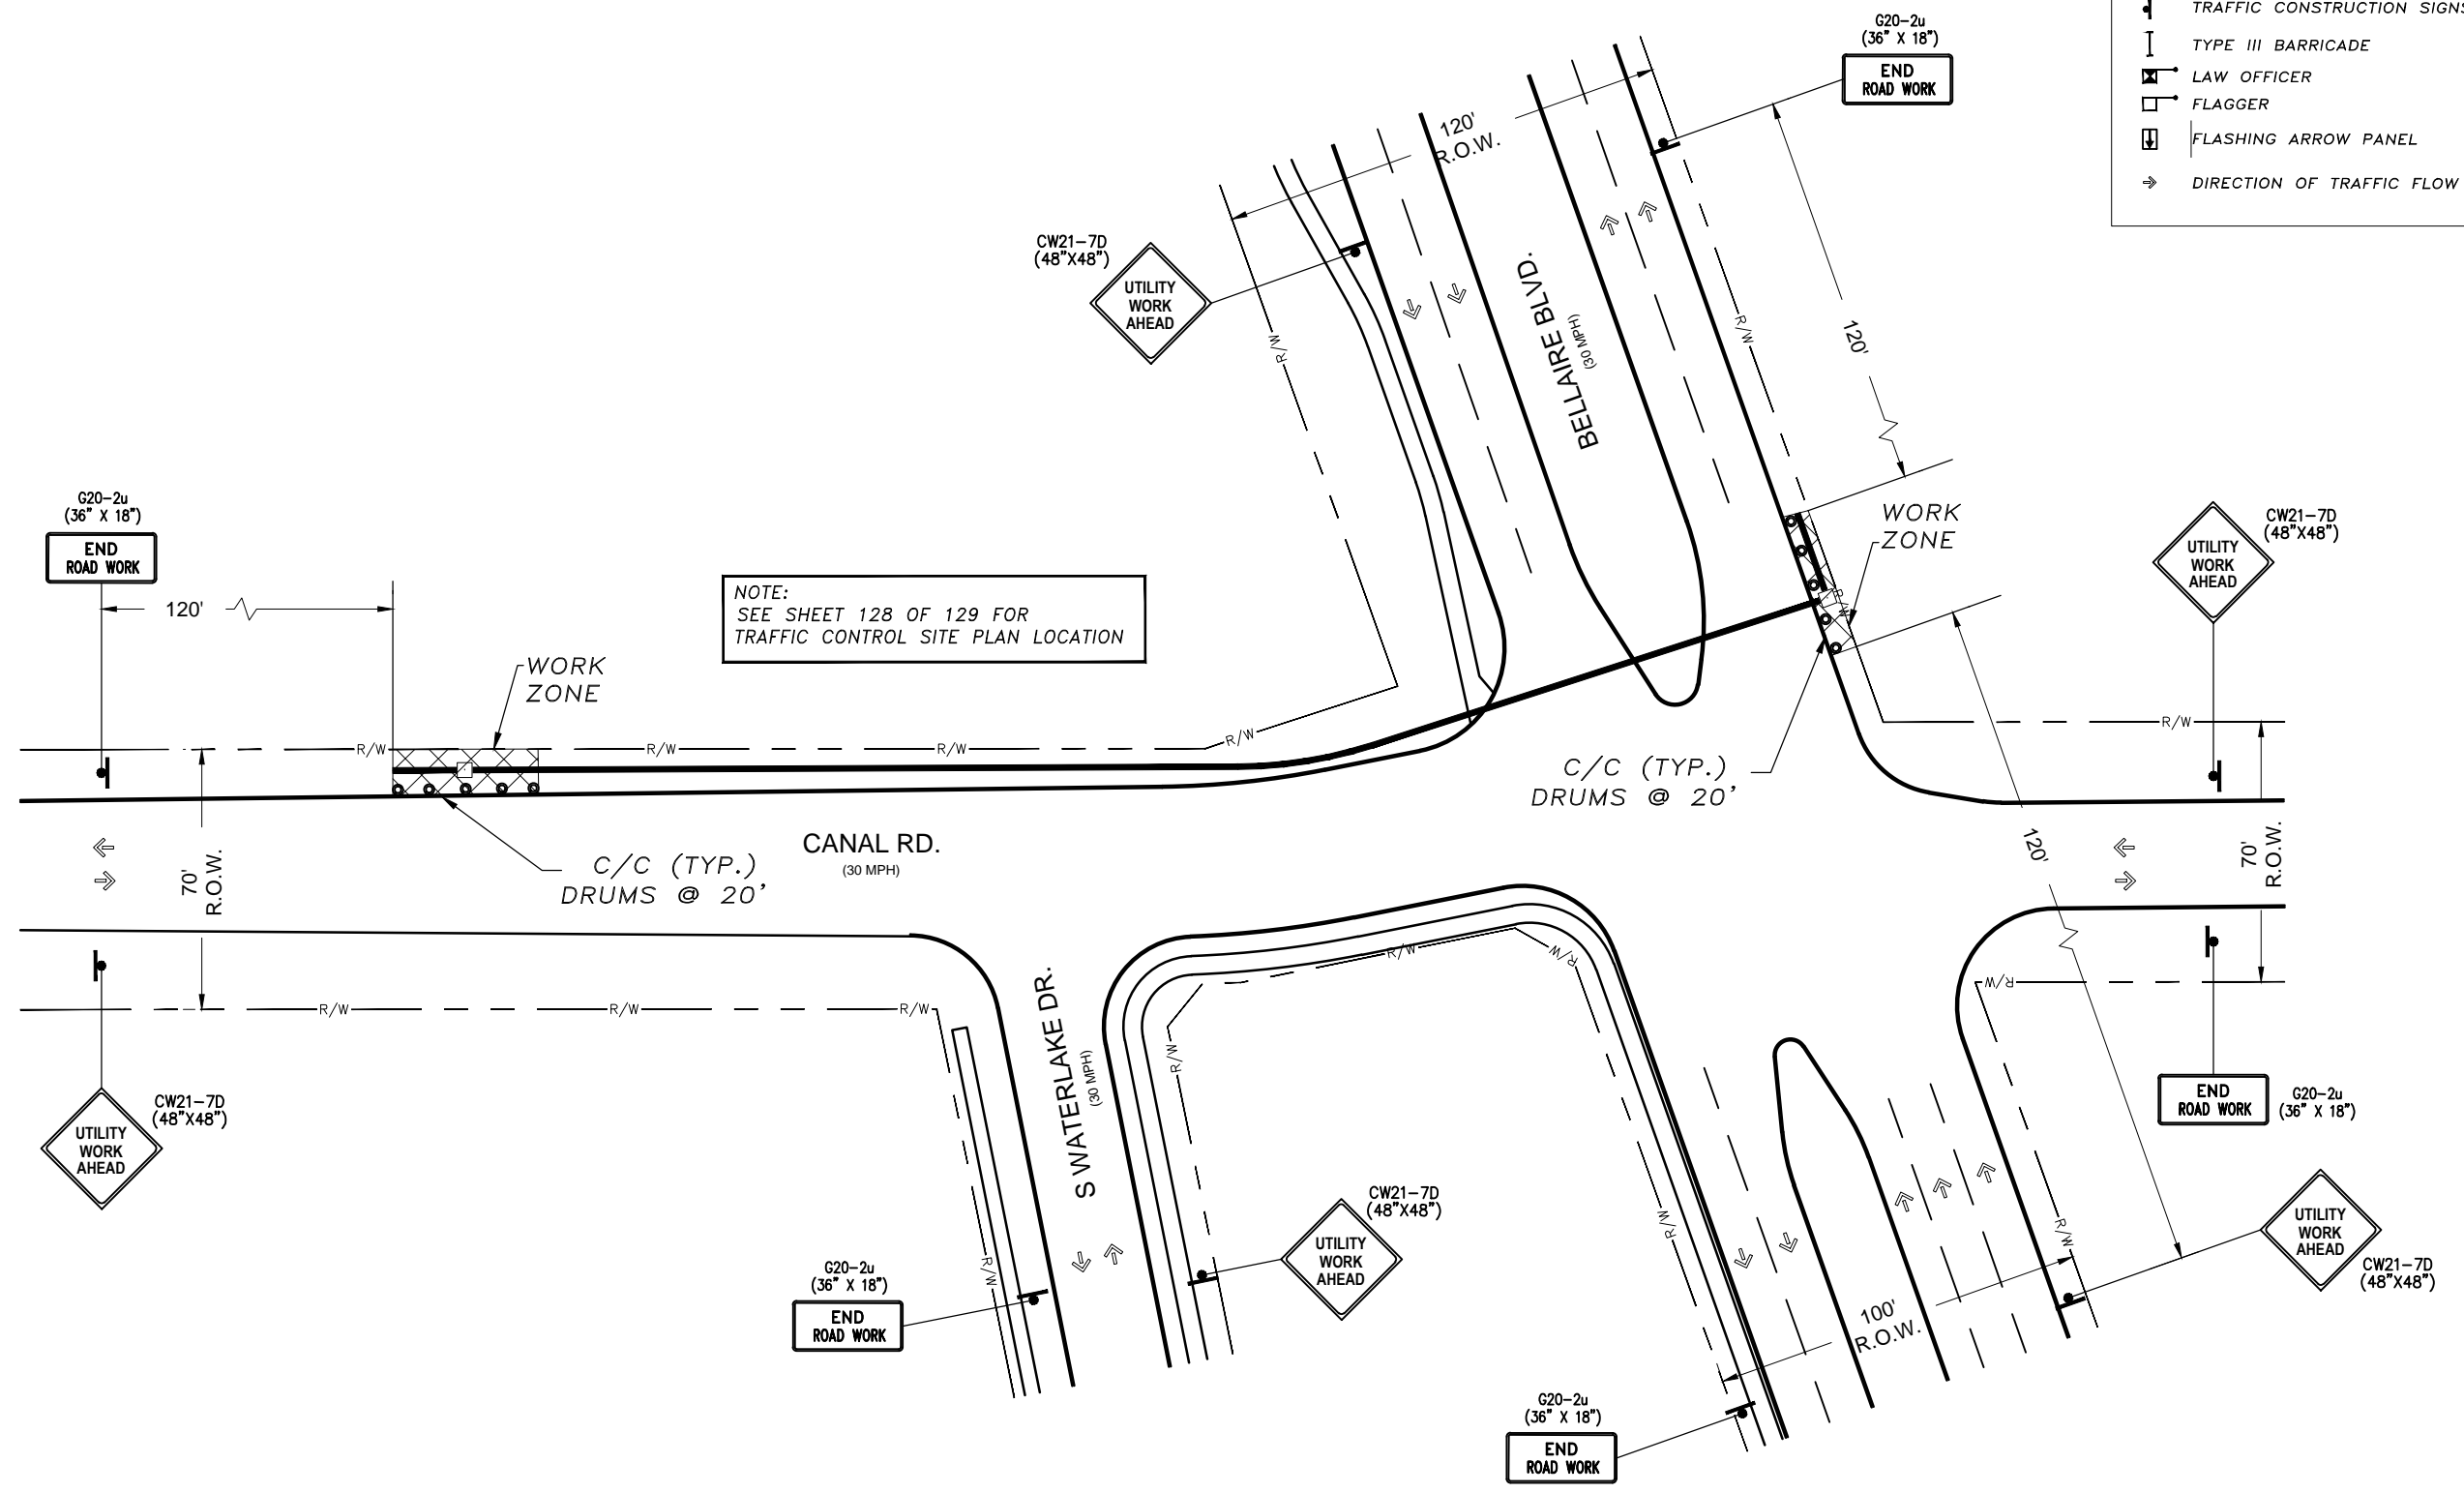 TRAFFIC CONSTRUCTION SIGNS
TYPE III BARRICADE
LAW OFFICER
FLAGGER
FLASHING ARROW PANEL
DIRECTION OF TRAFFIC FLOW
G20-2u
(36" X 18")
END
ROAD WORK
120'
R.O.W.
CW21-7D
(48"X48")
UTILITY
WORK
AHEAD
R/W
BELLAIRE BLVD.
(30 MPH)
R/W
120'
G20-2u
(36" X 18")
END
ROAD WORK
120'
NOTE:
SEE SHEET 128 OF 129 FOR
TRAFFIC CONTROL SITE PLAN LOCATION
WORK
ZONE
WORK
ZONE
R/W
CW21-7D
(48"X48")
UTILITY
WORK
AHEAD
R/W
R/W
R/W
R/W
R/W
C/C (TYP.)
DRUMS @ 20'
C/C (TYP.)
DRUMS @ 20'
CANAL RD.
(30 MPH)
70'
R.O.W.
120'
70'
R.O.W.
R/W
R/W
R/W
R/W
R/W
R/W
S WATERLAKE DR.
(30 MPH)
R/W
CW21-7D
(48"X48")
UTILITY
WORK
AHEAD
END
ROAD WORK
G20-2u
(36" X 18")
CW21-7D
(48"X48")
UTILITY
WORK
AHEAD
R/W
R/W
R/W
UTILITY
WORK
AHEAD
CW21-7D
(48"X48")
G20-2u
(36" X 18")
END
ROAD WORK
100'
R.O.W.
G20-2u
(36" X 18")
END
ROAD WORK